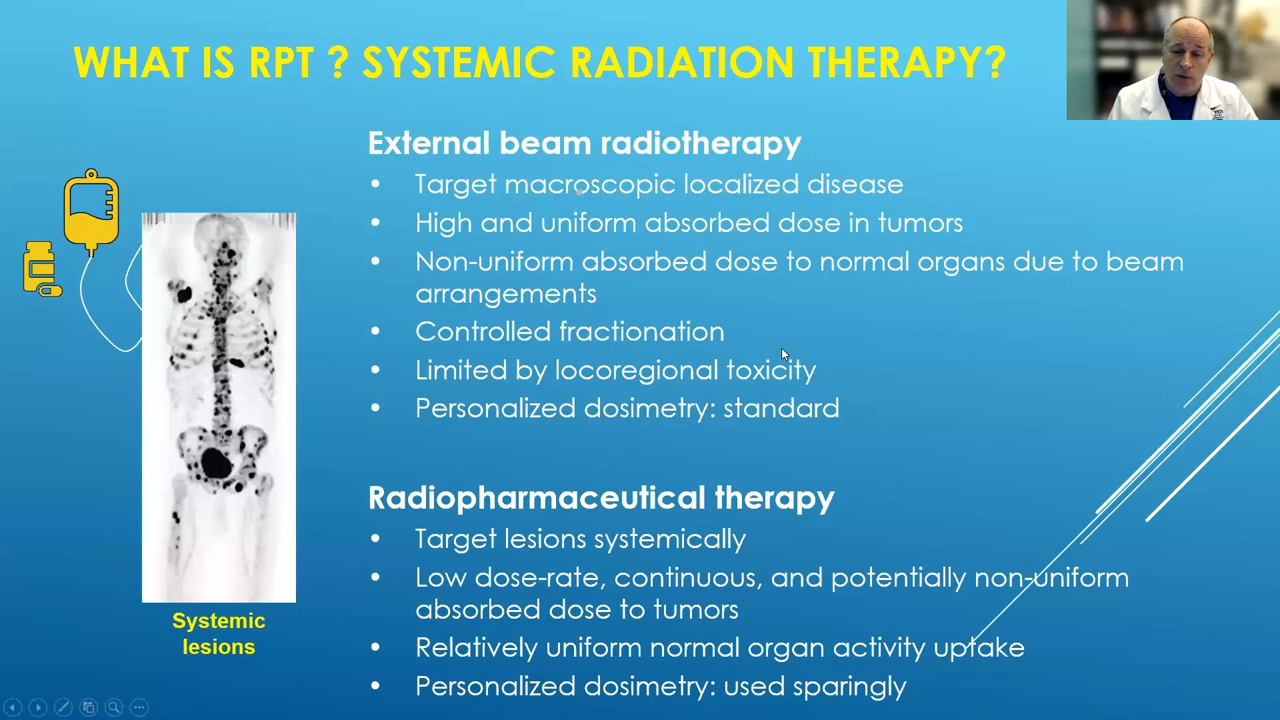 WHAT IS RPT ? SYSTEMIC RADIATION THERAPY?
External beam radiotherapy
• Target macroscopic localized disease
• High and uniform absorbed dose in tumors
• Non-uniform absorbed dose to normal organs due to beam
arrangements
• Controlled fractionation
• Limited by locoregional toxicity
• Personalized dosimetry: standard
Radiopharmaceutical therapy
• Target lesions systemically
• Low dose-rate, continuous, and potentially non-uniform
absorbed dose to tumors
• Relatively uniform normal organ activity uptake
• Personalized dosimetry: used sparingly
Systemic
lesions